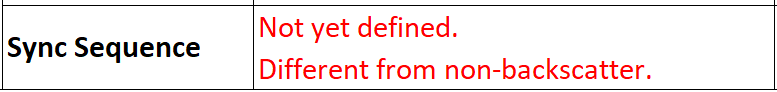 Sync Sequence
Not yet defined.
Different from non-backscatter.